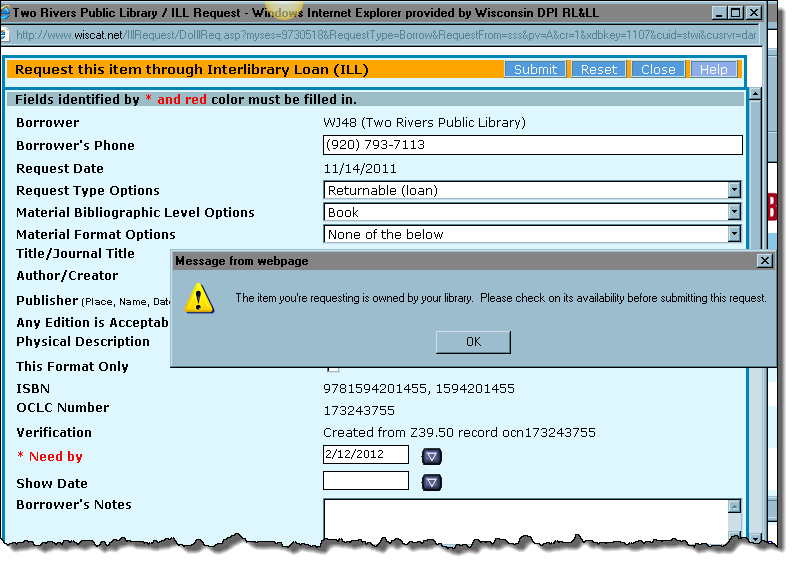 Two Rivers Public Library / ILL Request - Windows Internet Explorer provided by Wisconsin DPI RL&LL
http://www.wiscat.net/IllRequest/DoIllReq.asp?myses=9730518&RequestType=Borrow&RequestFrom=sss&pv=A&cr=1&xdbkey=1107&cuid=stwi&cusrvr=dar
Request this item through Interlibrary Loan (ILL) Submit Reset Close Help
Fields identified by * and red color must be filled in.
Borrower WJ48 (Two Rivers Public Library)
Borrower's Phone (920) 793-7113
Request Date 11/14/2011
Request Type Options Returnable (loan)
Material Bibliographic Level Options Book
Material Format Options None of the below
Title/Journal Title
Message from webpage
Author/Creator
The item you're requesting is owned by your library. Please check on its availability before submitting this request.
Publisher (Place, Name, Date
Any Edition is Acceptab
Physical Description
OK
This Format Only
ISBN 9781594201455, 1594201455
OCLC Number 173243755
Verification Created from Z39.50 record ocn173243755
* Need by 2/12/2012
Show Date
Borrower's Notes